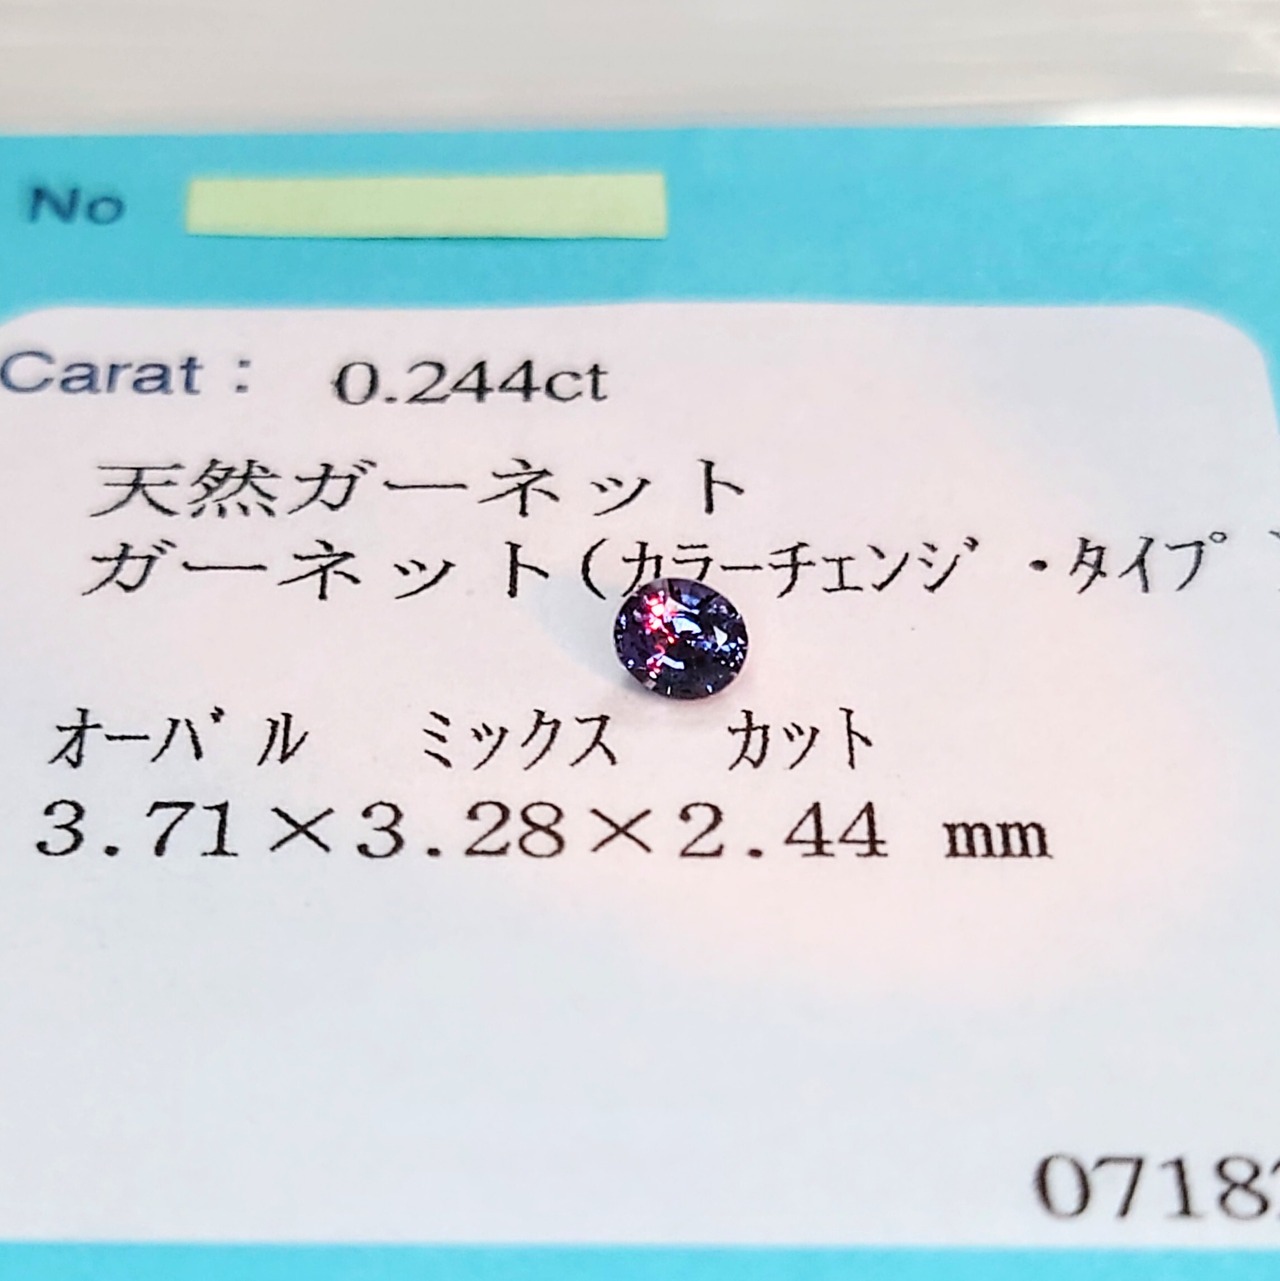 No
Carat : 0.244ct
天然ガーネット
ガーネット(カラーチェンジ・タイプ
オーバル ミックス カット
3.71×3.28×2.44 mm
0718